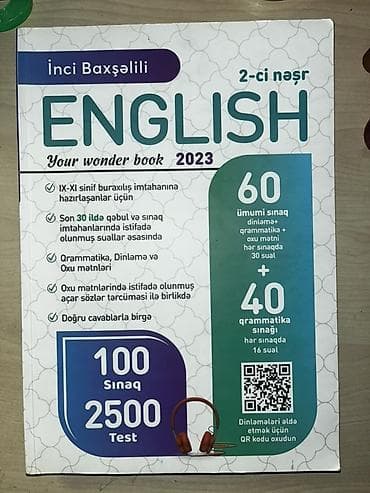 İnci Baxşəlili
2-ci nəşr
ENGLISH
Your wonder book 2023
IX-XI sinif buraxılış imtahanına
hazırlaşanlar üçün
Son 30 ildə qəbul və sınaq
imtahanlarında istifadə
olunmuş suallar əsasında
Qrammatika, Dinləmə və
Oxu mətnləri
Oxu mətnlərində istifadə olunmuş
açar sözlər tərcüməsi ilə birlikdə
Doğru cavablarla birgə
100
Sınaq
2500
Test
60
ümumi sınaq
dinləmə+
qrammatika +
oxu mətni
hər sınaqda
30 sual
+
40
qrammatika
sınağı
hər sınaqda
16 sual
Dinləmələri əldə
etmək üçün
QR kodu oxudun